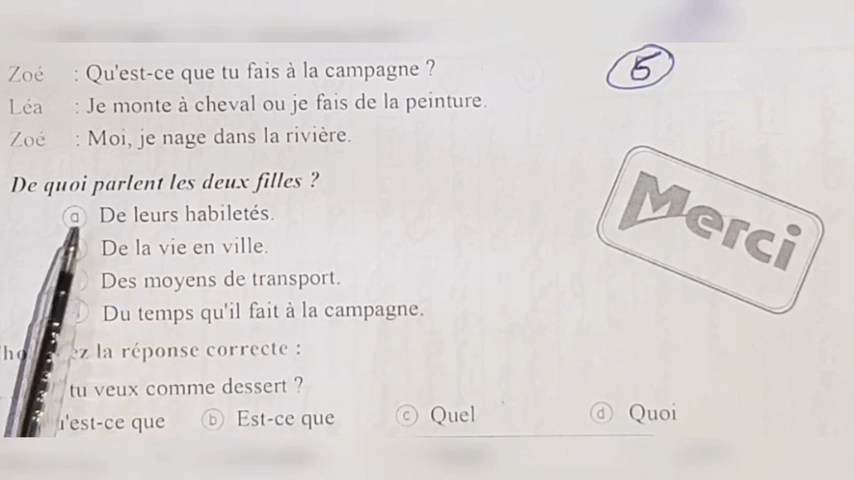 Zoé : Qu'est-ce que tu fais à la campagne ?
5
Léa : Je monte à cheval ou je fais de la peinture.
Zoé : Moi, je nage dans la rivière.
De quoi parlent les deux filles ?
a De leurs habiletés.
De la vie en ville.
Des moyens de transport.
Du temps qu'il fait à la campagne.
Merci
la réponse correcte :
tu veux comme dessert ?
'est-ce que b Est-ce que c Quel d Quoi